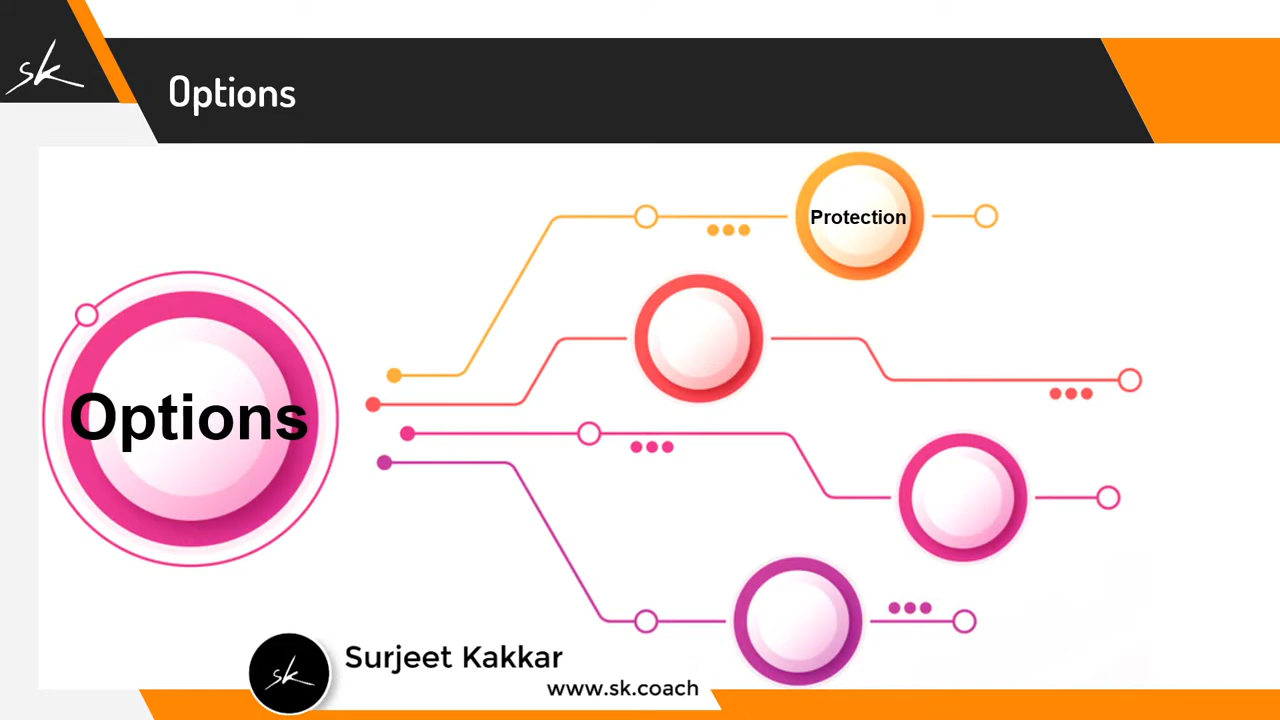 sk
Options
Protection
Options
sk
Surjeet Kakkar
www.sk.coach